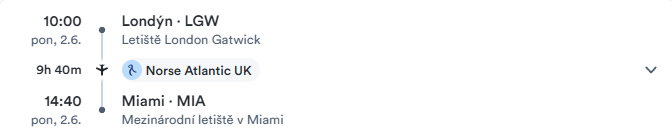 10:00 Londýn · LGW
pon, 2.6. Letiště London Gatwick
9h 40m Norse Atlantic UK
14:40 Miami · MIA
pon, 2.6. Mezinárodní letiště v Miami